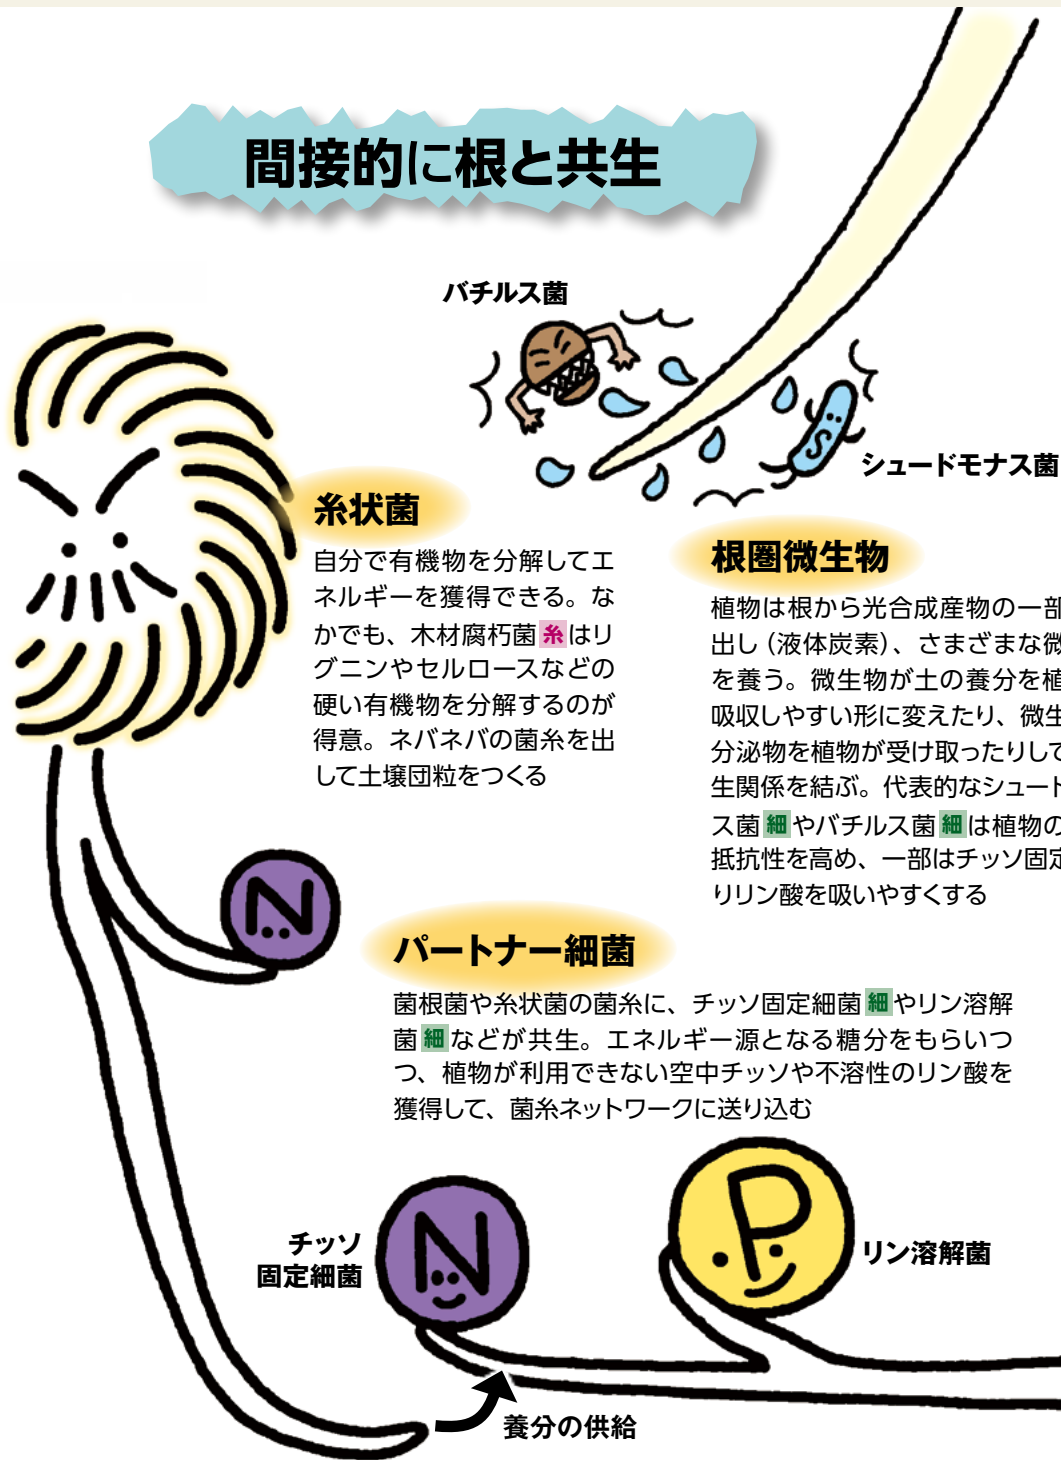 間接的に根と共生
バチルス菌
シュードモナス菌
糸状菌
自分で有機物を分解してエ
ネルギーを獲得できる。な
かでも、木材腐朽菌 糸 はリ
グニンやセルロースなどの
硬い有機物を分解するのが
得意。ネバネバの菌糸を出
して土壌団粒をつくる
根圏微生物
植物は根から光合成産物の一部
出し（液体炭素）、さまざまな微
を養う。微生物が土の養分を植
吸収しやすい形に変えたり、微生
分泌物を植物が受け取ったりして
生関係を結ぶ。代表的なシュード
ス菌 細 やバチルス菌 細 は植物の
抵抗性を高め、一部はチッソ固定
りリン酸を吸いやすくする
N
パートナー細菌
菌根菌や糸状菌の菌糸に、チッソ固定細菌 細 やリン溶解
菌 細 などが共生。エネルギー源となる糖分をもらいつ
つ、植物が利用できない空中チッソや不溶性のリン酸を
獲得して、菌糸ネットワークに送り込む
チッソ
固定細菌
N
P
リン溶解菌
養分の供給
S